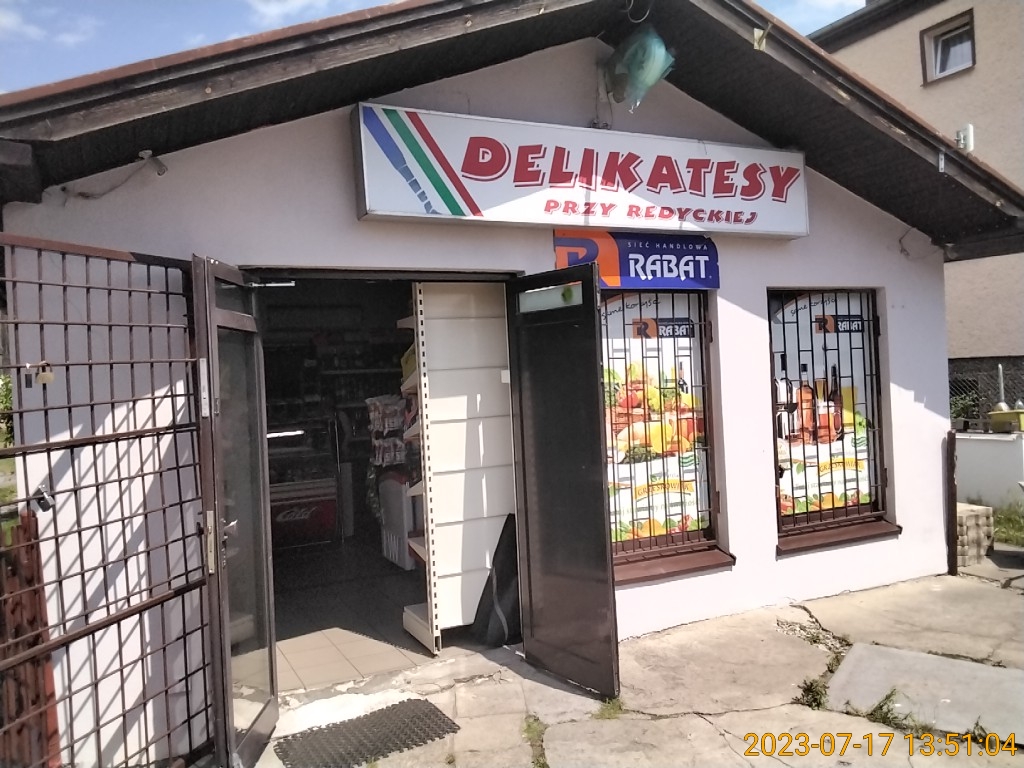 DELIKATESY
PRZY REDYCKIEJ
R SIEĆ HANDLOWA
RABAT
R RABAT
R RABAT
2023-07-17 13:51:04